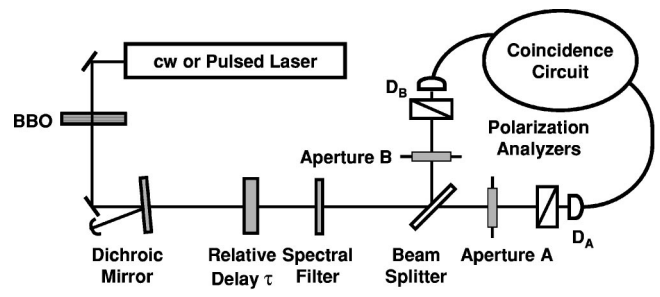 cw or Pulsed Laser
Coincidence
Circuit
D_B
BBO
Polarization
Analyzers
Aperture B
Dichroic
Mirror
Relative
Delay τ
Spectral
Filter
Beam
Splitter
Aperture A
D_A